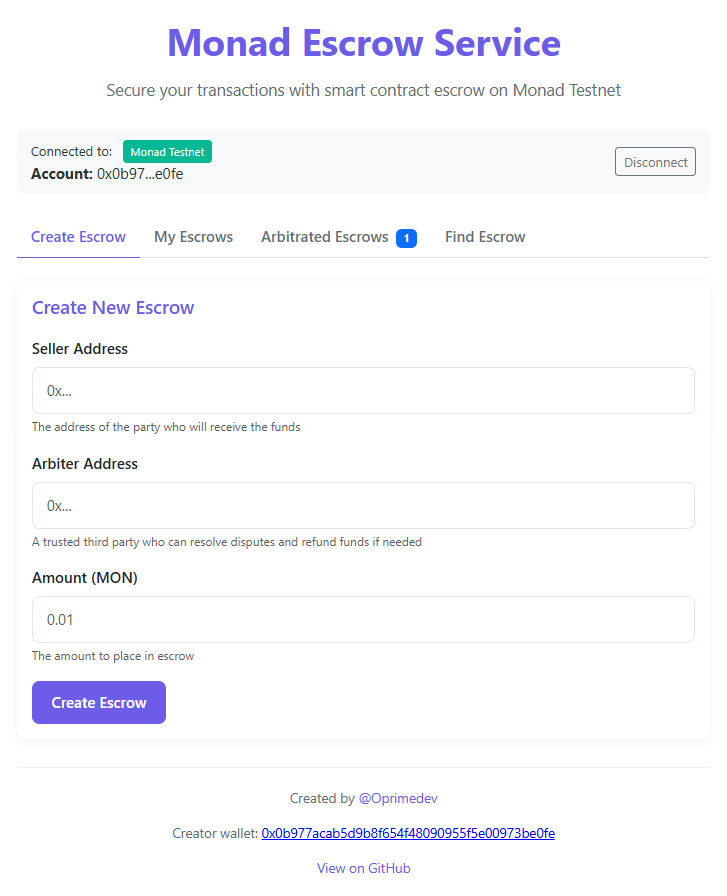 Monad Escrow Service
Secure your transactions with smart contract escrow on Monad Testnet
Connected to: Monad Testnet
Account: 0x0b97...e0fe
Disconnect
Create Escrow My Escrows Arbitrated Escrows 1 Find Escrow
Create New Escrow
Seller Address
0x...
The address of the party who will receive the funds
Arbiter Address
0x...
A trusted third party who can resolve disputes and refund funds if needed
Amount (MON)
0.01
The amount to place in escrow
Create Escrow
Created by @Oprimedev
Creator wallet: 0x0b977acab5d9b8f654f48090955f5e00973be0fe
View on GitHub